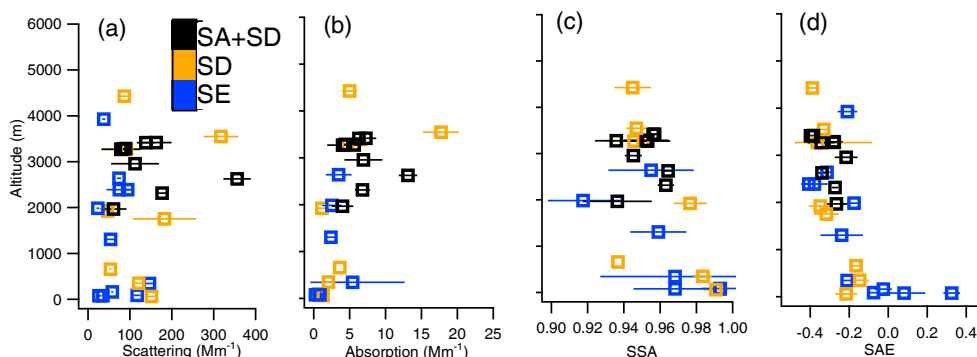 (a) (b) (c) (d)
SA+SD
SD
SE
Altitude (m)
6000
5000
4000
3000
2000
1000
0
0 100 200 300 400
0 5 10 15 20 25
0.90 0.92 0.94 0.96 0.98 1.00
-0.4 -0.2 0.0 0.2 0.4
Scattering (Mm⁻¹) Absorption (Mm⁻¹) SSA SAE